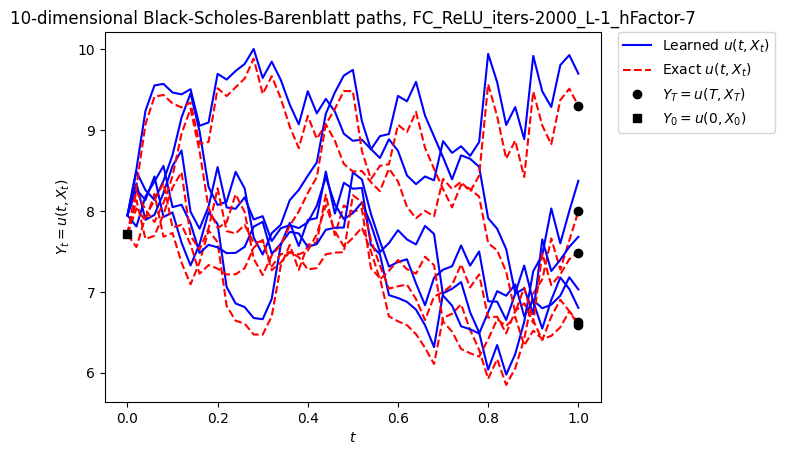 10-dimensional Black-Scholes-Barenblatt paths, FC_ReLU_iters-2000_L-1_hFactor-7
Learned u(t, X_t)
Exact u(t, X_t)
Y_T = u(T, X_T)
Y_0 = u(0, X_0)
Y_t = u(t, X_t)
10
9
8
7
6
0.0 0.2 0.4 0.6 0.8 1.0
t